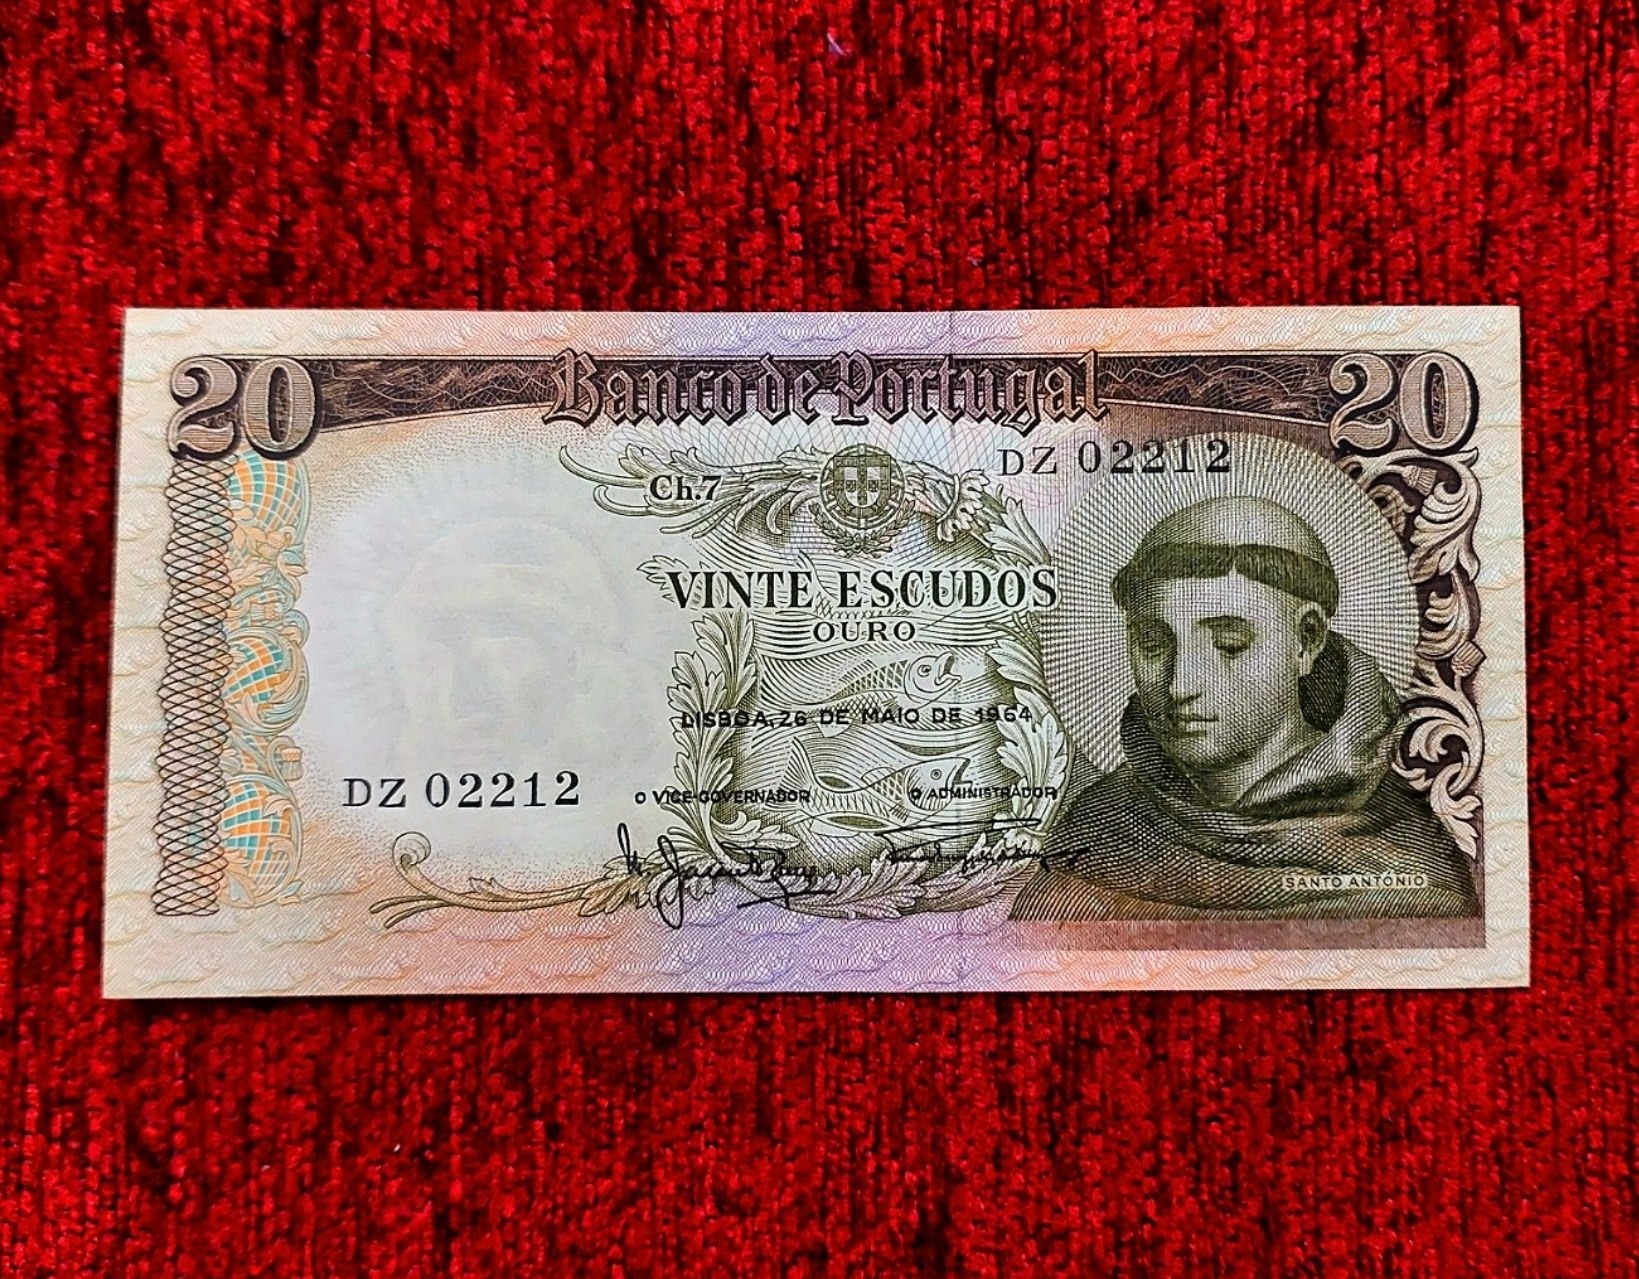 20 Banco de Portugal 20
DZ 02212
Ch.7
VINTE ESCUDOS
OURO
LISBOA, 26 DE MAIO DE 1964
DZ 02212
O VICE-GOVERNADOR O ADMINISTRADOR
SANTO ANTÓNIO